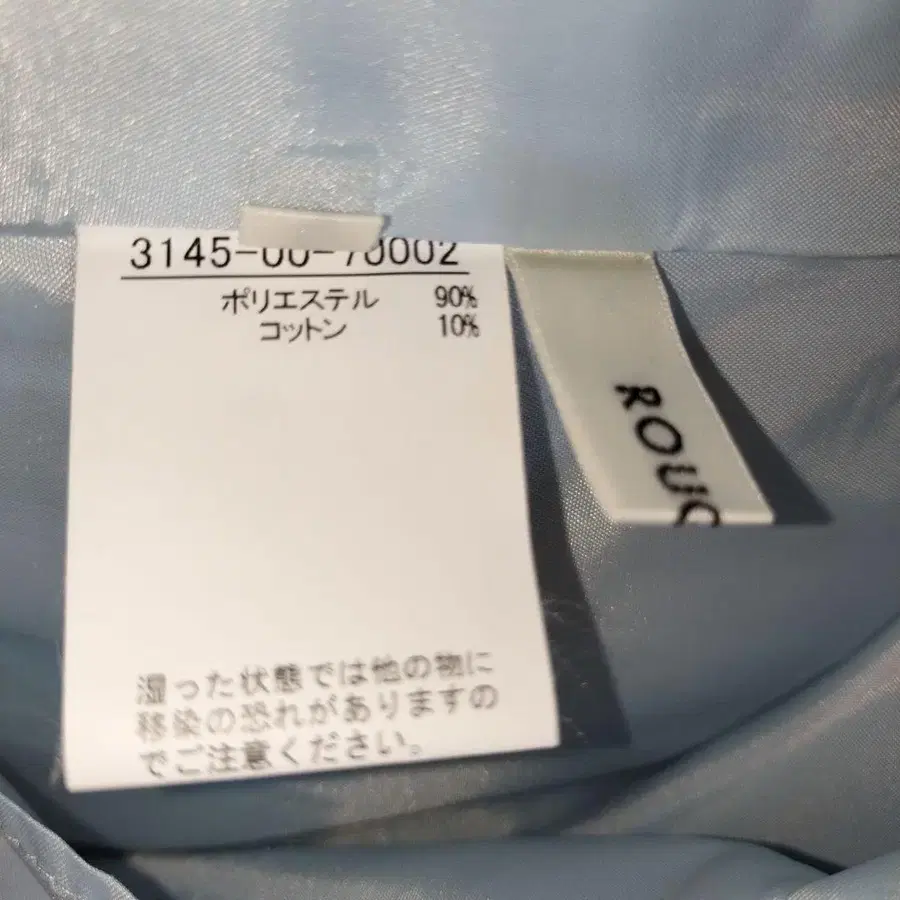 3145-00-70002
ポリエステル 90%
コットン 10%
湿った状態では他の物に
移染の恐れがありますの
でご注意ください。
ROU